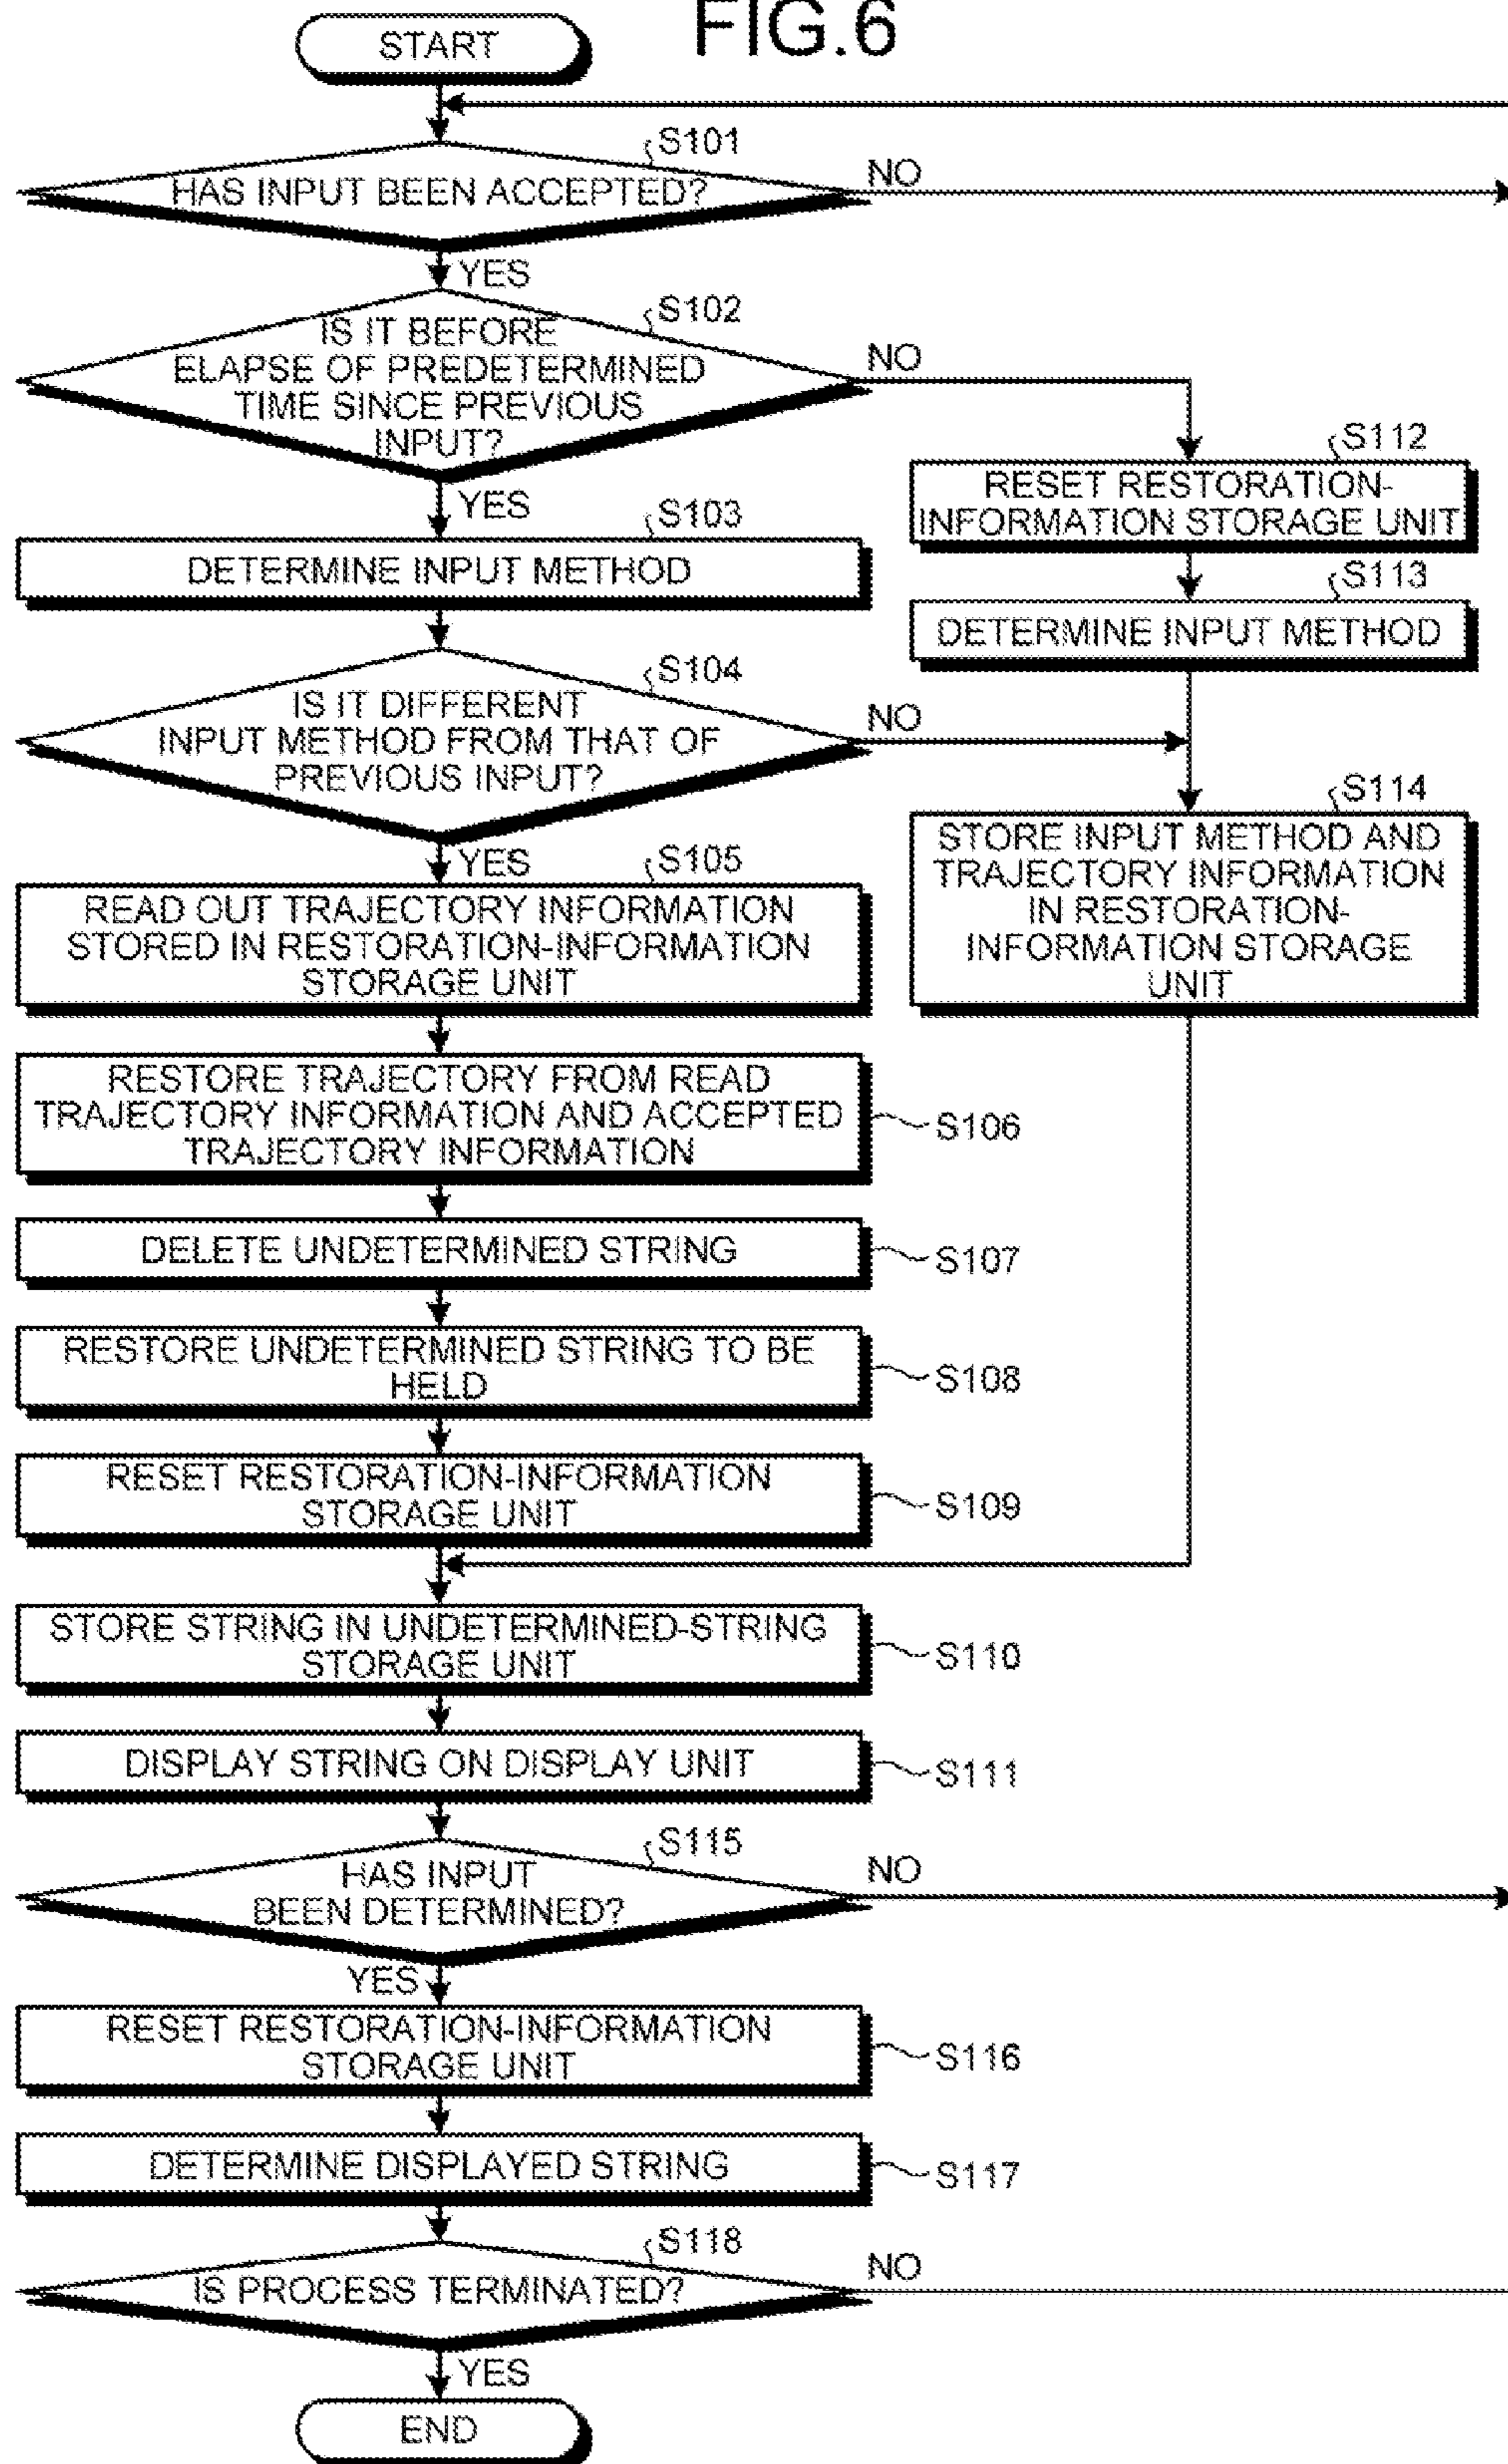 FIG.6
START
S101
HAS INPUT BEEN ACCEPTED?
NO
YES
S102
IS IT BEFORE
ELAPSE OF PREDETERMINED
TIME SINCE PREVIOUS
INPUT?
NO
YES
S112
RESET RESTORATION-
INFORMATION STORAGE UNIT
S103
DETERMINE INPUT METHOD
S113
DETERMINE INPUT METHOD
S104
IS IT DIFFERENT
INPUT METHOD FROM THAT OF
PREVIOUS INPUT?
NO
YES
S114
STORE INPUT METHOD AND
TRAJECTORY INFORMATION
IN RESTORATION-
INFORMATION STORAGE
UNIT
S105
READ OUT TRAJECTORY INFORMATION
STORED IN RESTORATION-INFORMATION
STORAGE UNIT
RESTORE TRAJECTORY FROM READ
TRAJECTORY INFORMATION AND ACCEPTED
TRAJECTORY INFORMATION
S106
DELETE UNDETERMINED STRING
S107
RESTORE UNDETERMINED STRING TO BE
HELD
S108
RESET RESTORATION-INFORMATION
STORAGE UNIT
S109
STORE STRING IN UNDETERMINED-STRING
STORAGE UNIT
S110
DISPLAY STRING ON DISPLAY UNIT
S111
S115
HAS INPUT
BEEN DETERMINED?
NO
YES
RESET RESTORATION-INFORMATION
STORAGE UNIT
S116
DETERMINE DISPLAYED STRING
S117
S118
IS PROCESS TERMINATED?
NO
YES
END